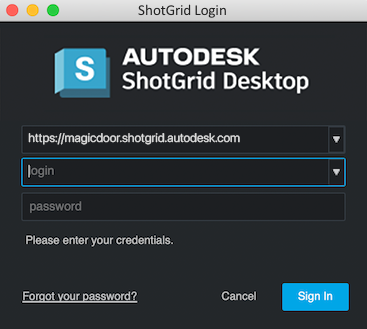 ShotGrid Login
S
AUTODESK
ShotGrid Desktop
https://magicdoor.shotgrid.autodesk.com
login
password
Please enter your credentials.
Forgot your password?
Cancel
Sign In